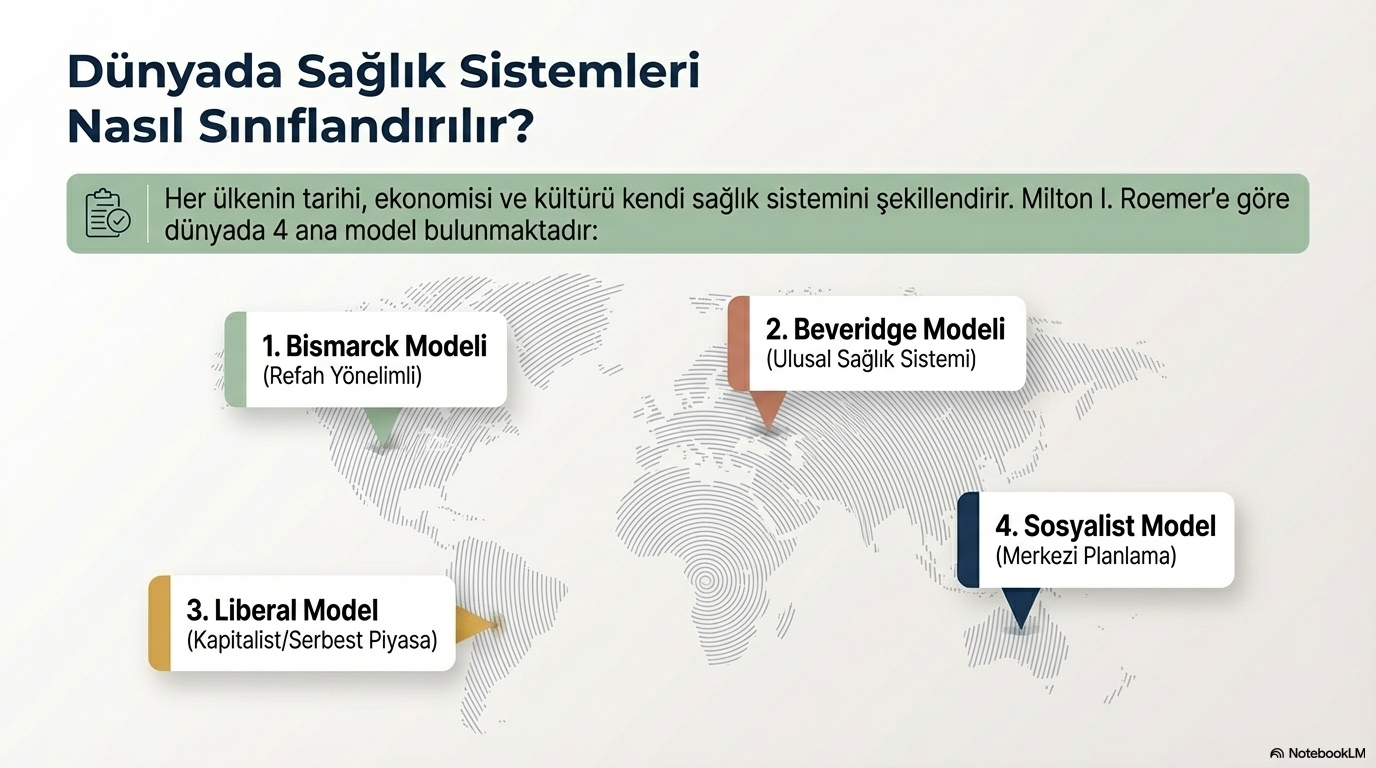 Dünyada Sağlık Sistemleri
Nasıl Sınıflandırılır?
Her ülkenin tarihi, ekonomisi ve kültürü kendi sağlık sistemini şekillendirir. Milton I. Roemer'e göre
dünyada 4 ana model bulunmaktadır:
1. Bismarck Modeli
(Refah Yönelimli)
2. Beveridge Modeli
(Ulusal Sağlık Sistemi)
3. Liberal Model
(Kapitalist/Serbest Piyasa)
4. Sosyalist Model
(Merkezi Planlama)
NotebookLM